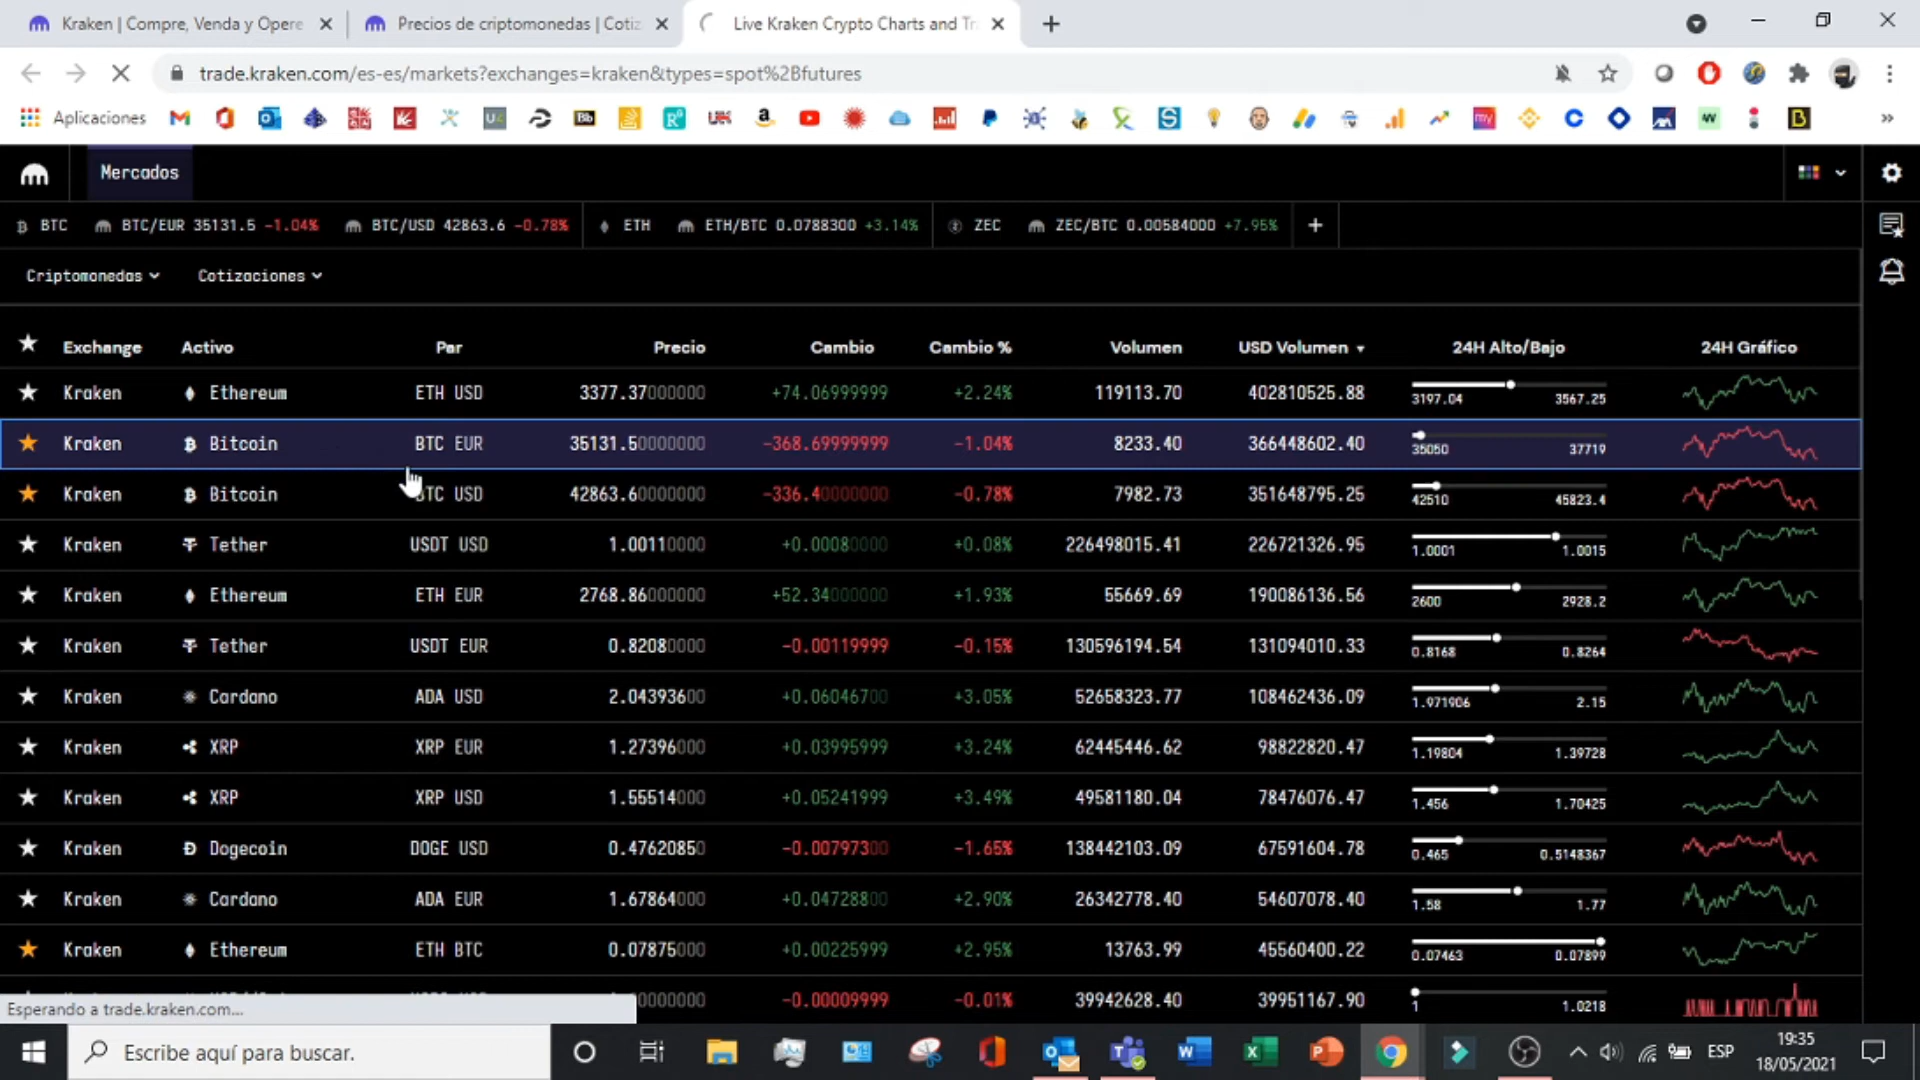 Kraken | Compre, Venda y Opere
Precios de criptomonedas | Cotiz
Live Kraken Crypto Charts and Tr
trade.kraken.com/es-es/markets?exchanges=kraken&types=spot%2Bfutures
Aplicaciones
Mercados
BTC BTC/EUR 35131.5 -1.04% BTC/USD 42863.6 -0.78% ETH ETH/BTC 0.0788300 +3.14% ZEC ZEC/BTC 0.00584000 +7.95% +
Criptomonedas Cotizaciones
Exchange Activo Par Precio Cambio Cambio % Volumen USD Volumen 24H Alto/Bajo 24H Gráfico
Kraken Ethereum ETH USD 3377.370000000 +74.06999999 +2.24% 119113.70 402810525.88 3197.04 3567.25
Kraken Bitcoin BTC EUR 35131.50000000 -368.69999999 -1.04% 8233.40 366448602.40 35050 37719
Kraken Bitcoin BTC USD 42863.60000000 -336.40000000 -0.78% 7982.73 351648795.25 42510 45823.4
Kraken Tether USDT USD 1.00110000 +0.00080000 +0.08% 226498015.41 226721326.95 1.0001 1.0015
Kraken Ethereum ETH EUR 2768.860000000 +52.34000000 +1.93% 55669.69 190086136.56 2600 2928.2
Kraken Tether USDT EUR 0.82080000 -0.00119999 -0.15% 130596194.54 131094010.33 0.8168 0.8264
Kraken Cardano ADA USD 2.04393600 +0.06046700 +3.05% 52658323.77 108462436.09 1.971906 2.15
Kraken XRP XRP EUR 1.27396000 +0.03995999 +3.24% 62445446.62 98822820.47 1.19804 1.39728
Kraken XRP XRP USD 1.55514000 +0.05241999 +3.49% 49581180.04 78476076.47 1.456 1.70425
Kraken Dogecoin DOGE USD 0.47620850 -0.00797300 -1.65% 138442103.09 67591604.78 0.465 0.5148367
Kraken Cardano ADA EUR 1.67864000 +0.04728800 +2.90% 26342778.40 54607078.40 1.58 1.77
Kraken Ethereum ETH BTC 0.07875000 +0.00225999 +2.95% 13763.99 45560400.22 0.07463 0.07899
-0.00009999 -0.01% 39942628.40 39951167.90 1 1.0218
Esperando a trade.kraken.com...
Escribe aquí para buscar.
ESP
19:35
18/05/2021